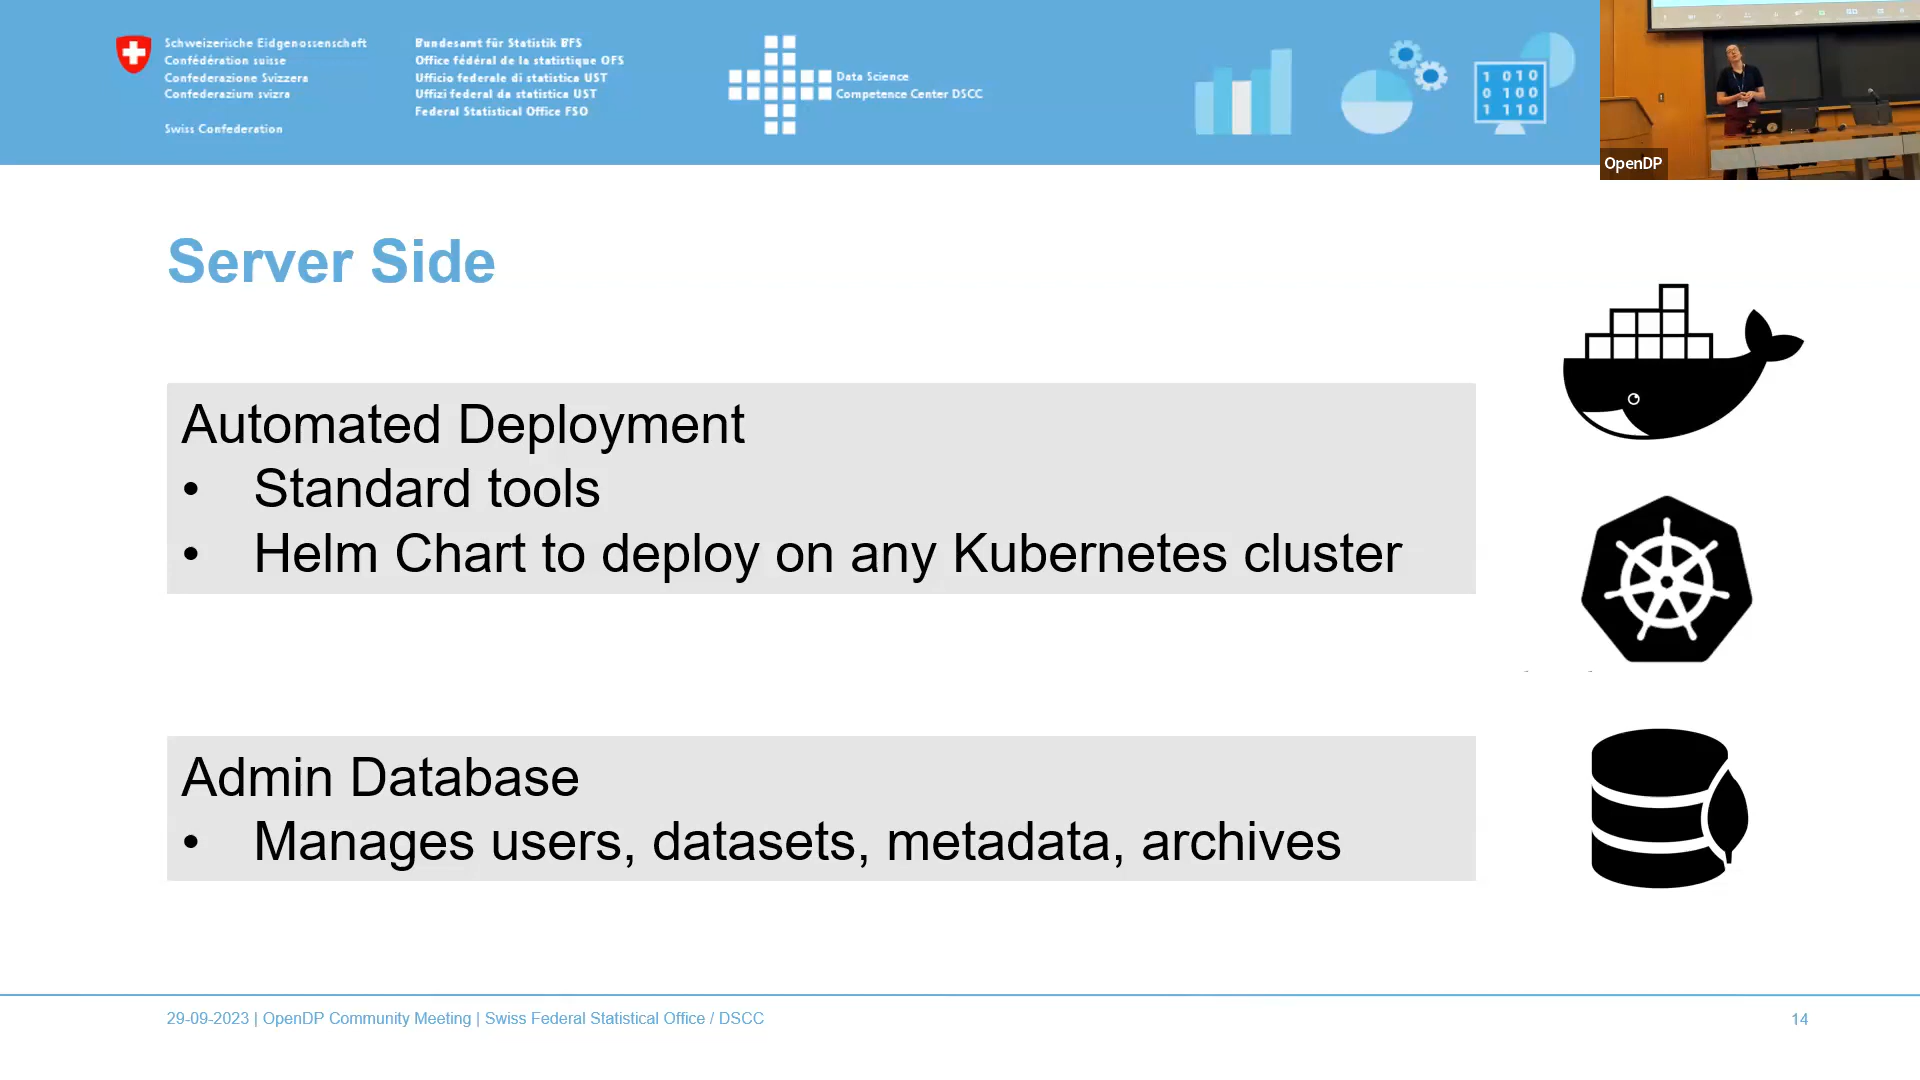 Schweizerische Eidgenossenschaft
Confédération suisse
Confederazione Svizzera
Confederaziun svizra
Swiss Confederation
Bundesamt für Statistik BFS
Office fédéral de la statistique OFS
Ufficio federale di statistica UST
Uffizi federal da statistica UST
Federal Statistical Office FSO
Data Science
Competence Center DSCC
1 010
0 100
1 110
OpenDP
Server Side
Automated Deployment
• Standard tools
• Helm Chart to deploy on any Kubernetes cluster
Admin Database
• Manages users, datasets, metadata, archives
29-09-2023 | OpenDP Community Meeting | Swiss Federal Statistical Office / DSCC
14